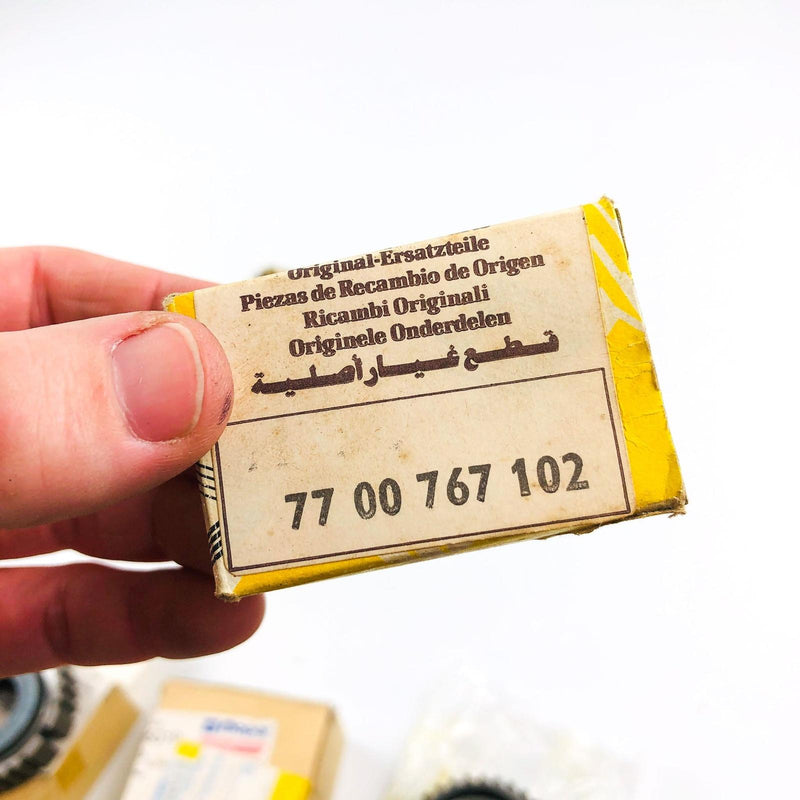 Original-Ersatzteile
Piezas de Recambio de Origen
Ricambi Originali
Originele Onderdelen
قطع غيار أصلية
77 00 767 102